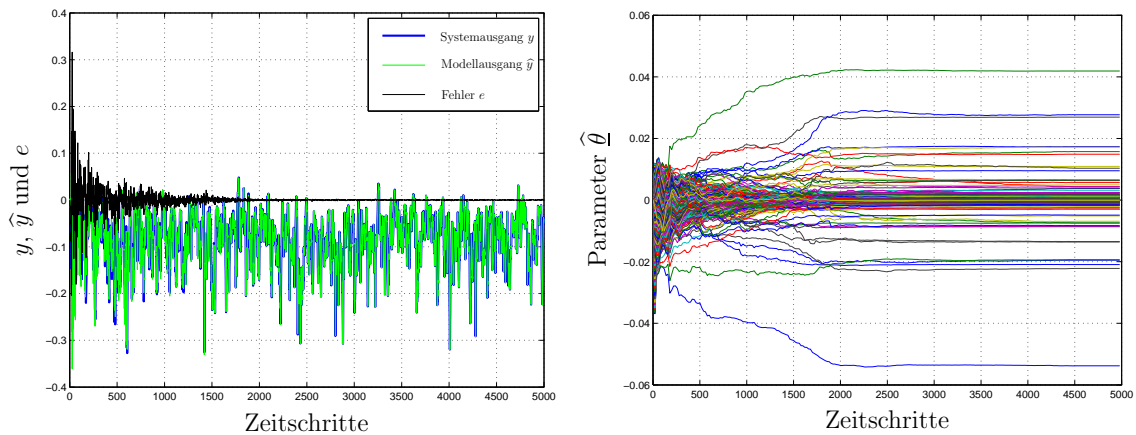 0.4
0.3
0.2
0.1
0
−0.1
−0.2
−0.3
−0.4
0 500 1000 1500 2000 2500 3000 3500 4000 4500 5000
y, ŷ und e
Zeitschritte
Systemausgang y
Modellausgang ŷ
Fehler e
0.06
0.04
0.02
0
−0.02
−0.04
−0.06
0 500 1000 1500 2000 2500 3000 3500 4000 4500 5000
Parameter θ̲̂
Zeitschritte